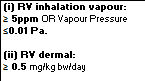 (i) RV inhalation vapour:
≥ 5ppm OR Vapour Pressure
≤0.01 Pa.
(ii) RV dermal:
≥ 0.5 mg/kg bw/day